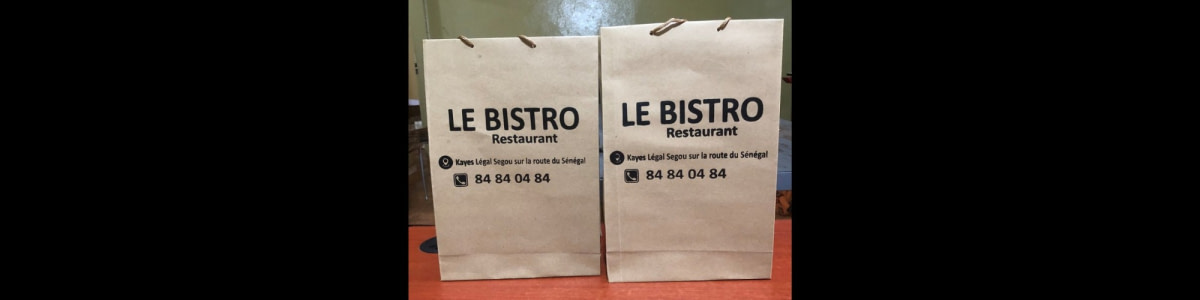 LE BISTRO
Restaurant
Kayes Légal Segou sur la route du Sénégal
84 84 04 84
LE BISTRO
Restaurant
Kayes Légal Segou sur la route du Sénégal
84 84 04 84